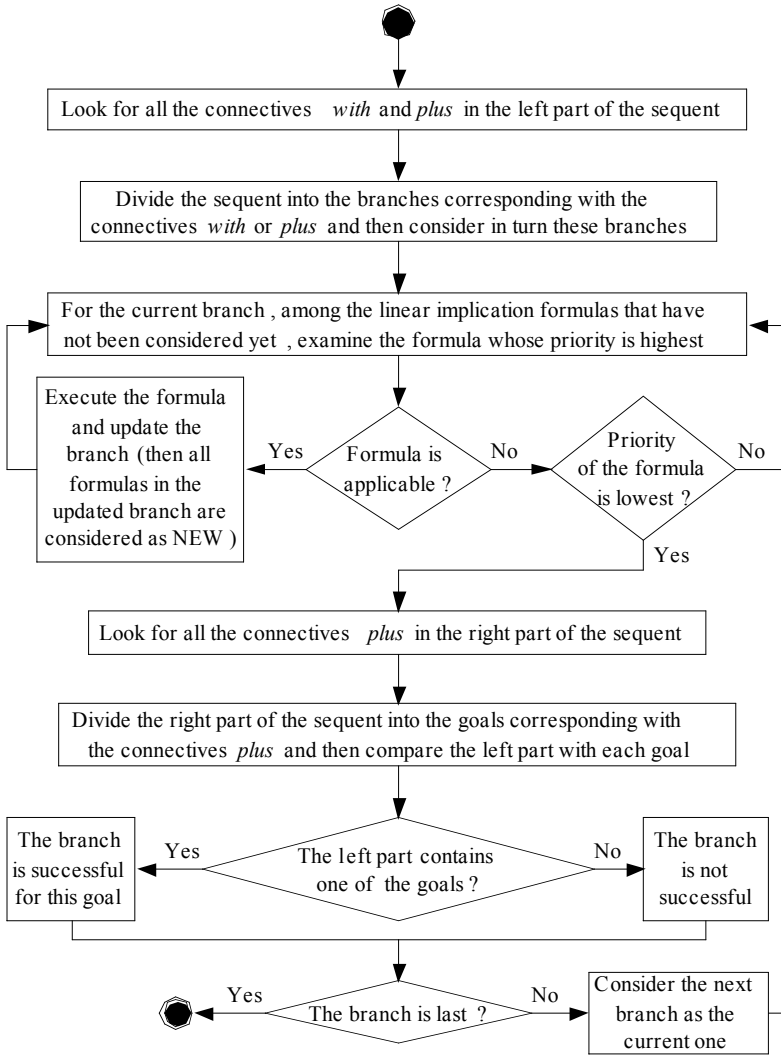 Look for all the connectives with and plus in the left part of the sequent
Divide the sequent into the branches corresponding with the
connectives with or plus and then consider in turn these branches
For the current branch , among the linear implication formulas that have
not been considered yet , examine the formula whose priority is highest
Execute the formula
and update the
branch (then all
formulas in the
updated branch are
considered as NEW )
Yes
Formula is
applicable ?
No
Priority
of the formula
is lowest ?
No
Yes
Look for all the connectives plus in the right part of the sequent
Divide the right part of the sequent into the goals corresponding with
the connectives plus and then compare the left part with each goal
The branch
is successful
for this goal
Yes
The left part contains
one of the goals ?
No
The branch
is not
successful
Yes
The branch is last ?
No
Consider the next
branch as the
current one